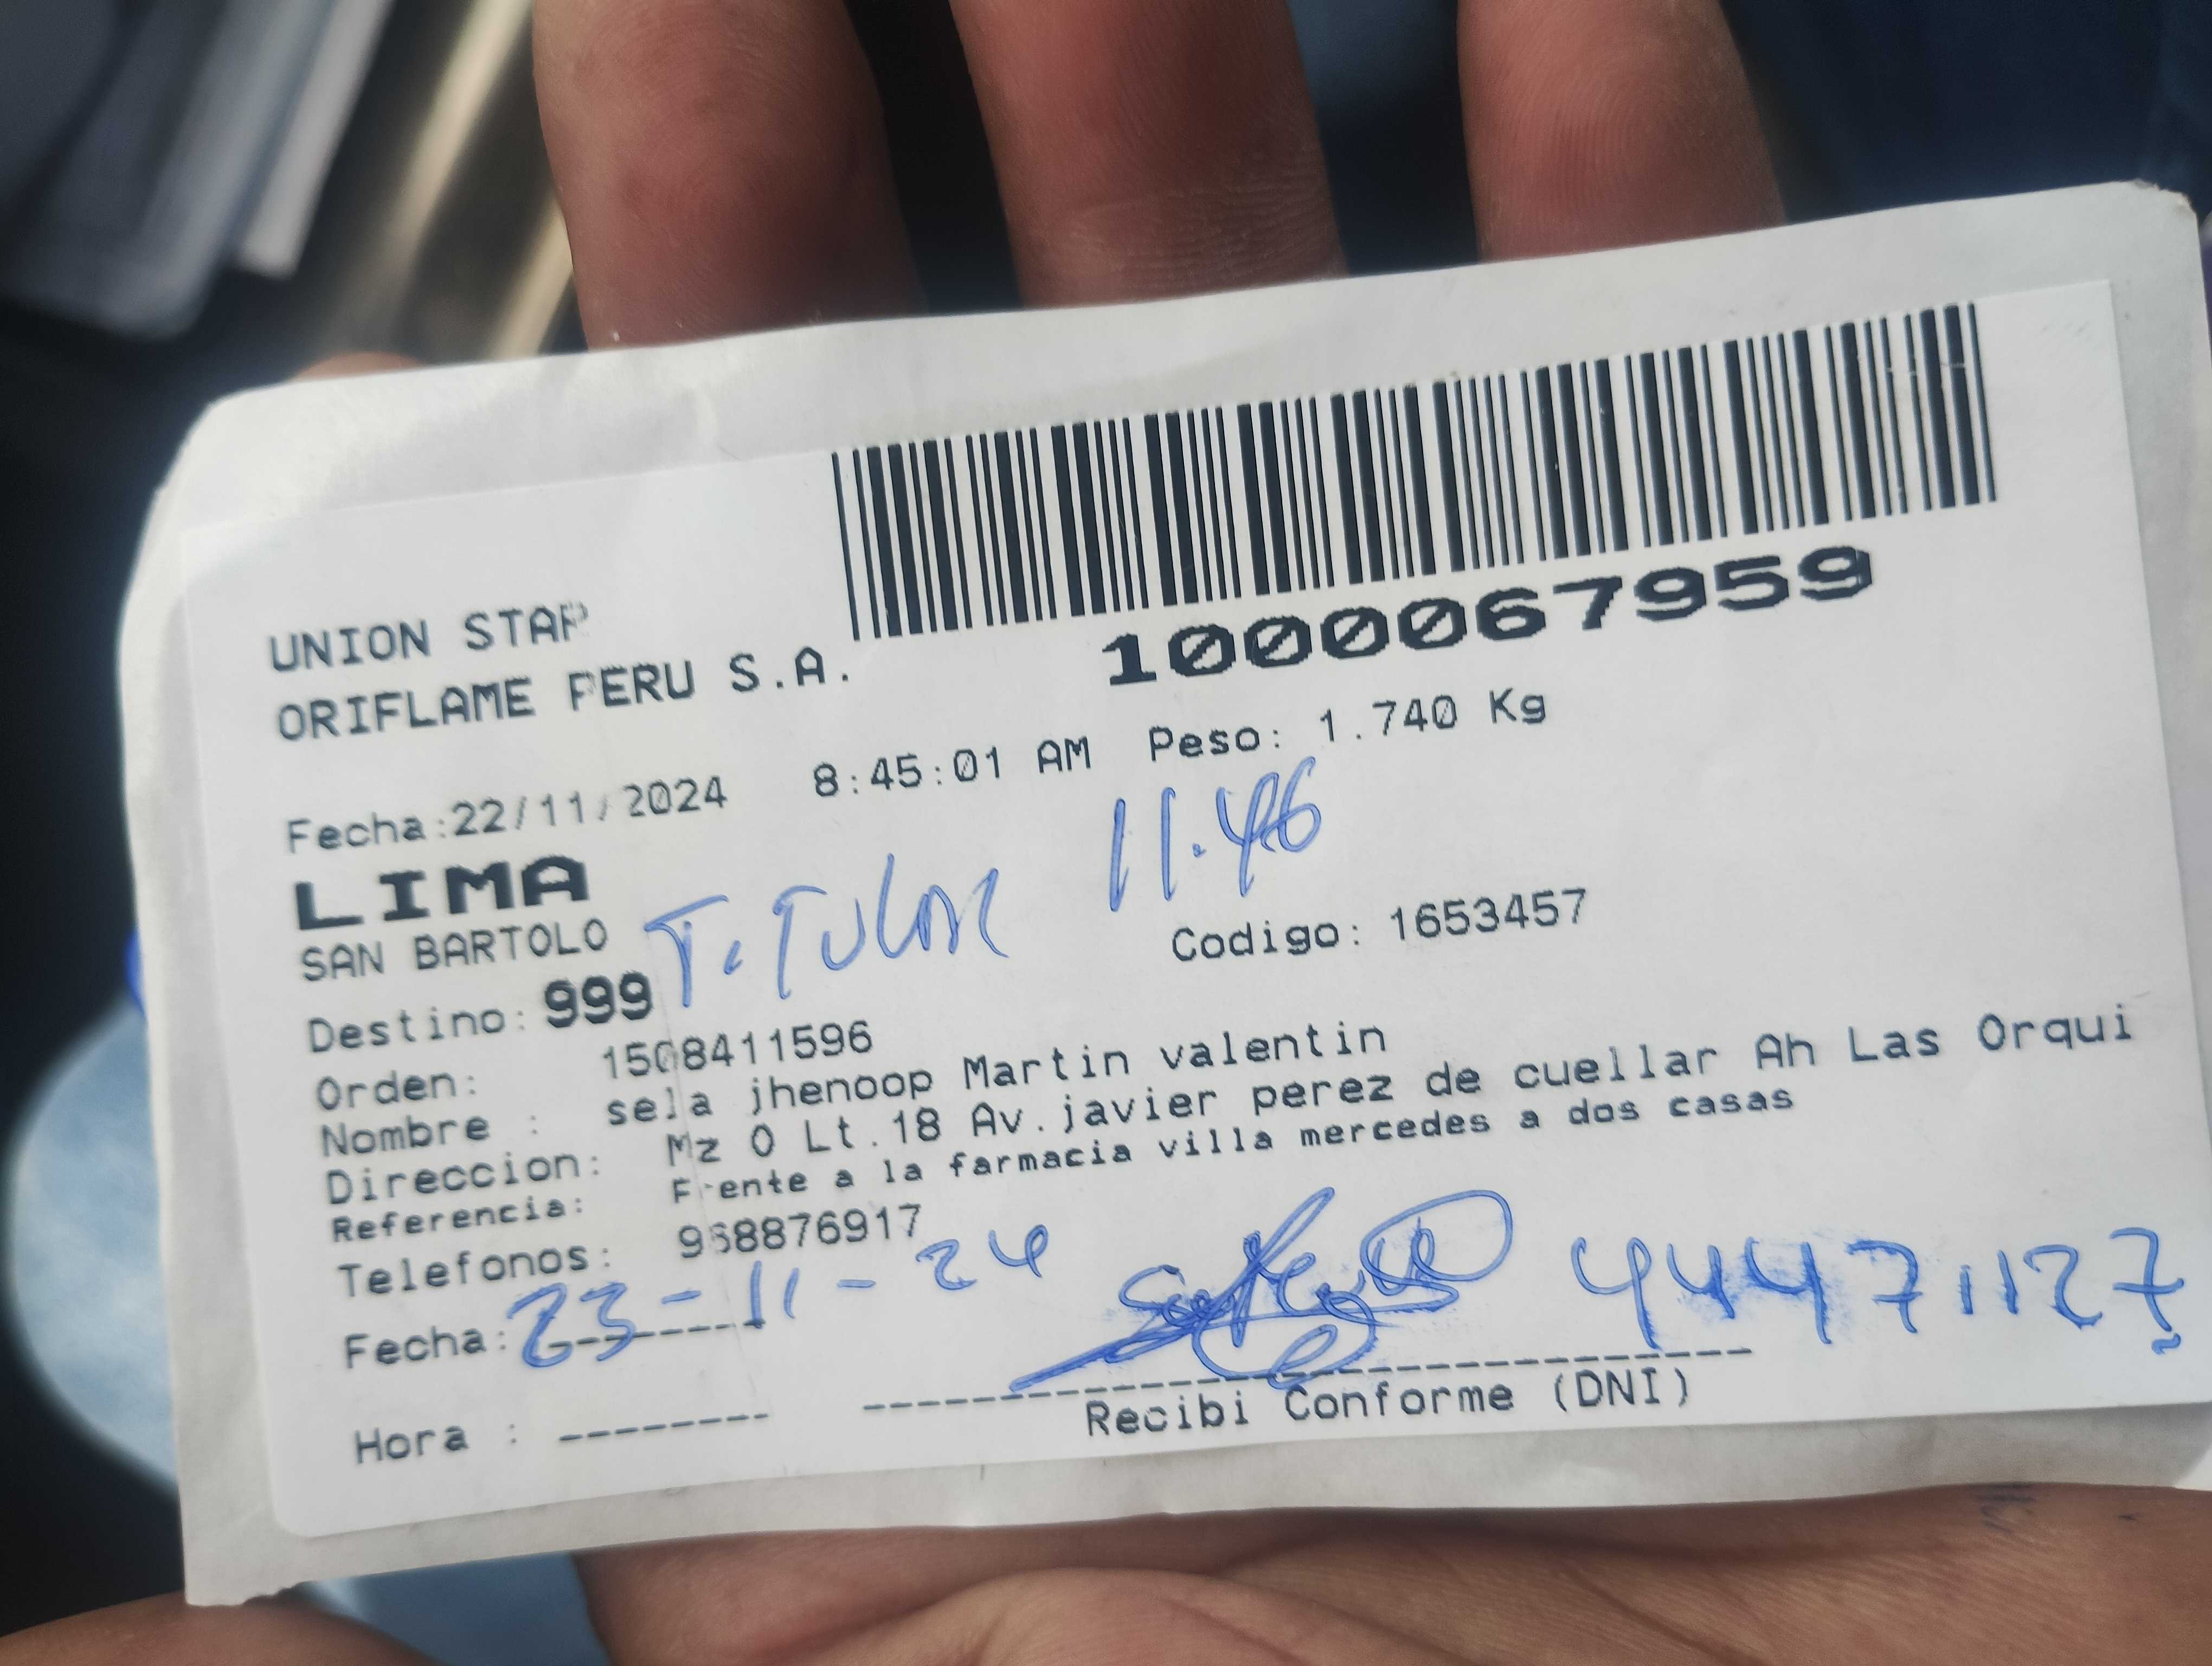 UNION STAR
ORIFLAME PERU S.A.
1000067959
Fecha:22/11/2024 8:45:01 AM Peso: 1.740 Kg
LIMA
11.46
SAN BARTOLO
TiTULAR
Codigo: 1653457
Destino: 999
Orden: 1508411596
Nombre : sela jhenoop Martin valentin
Direccion: Mz O Lt.18 Av.javier perez de cuellar Ah Las Orqui
Referencia: Frente a la farmacia villa mercedes a dos casas
Telefonos: 968876917
Fecha: 23-11-24
44471127
Hora :
Recibi Conforme (DNI)